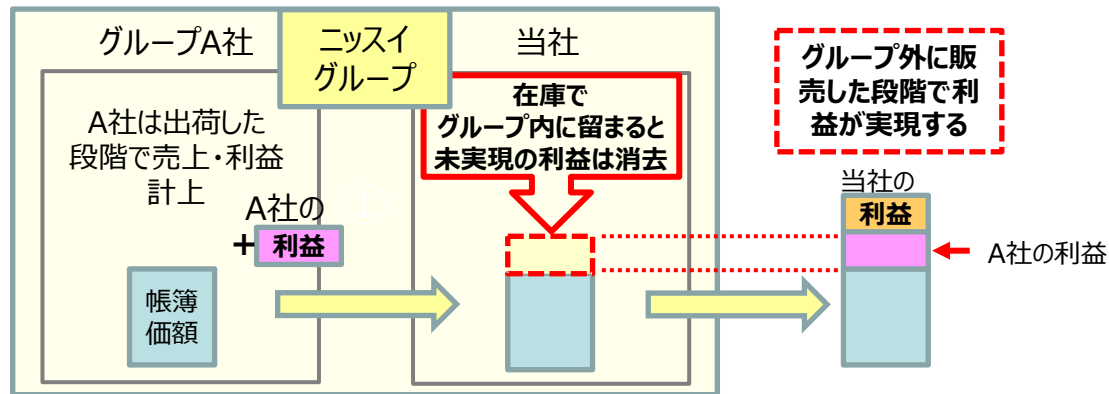 グループA社
ニッスイ
グループ
当社
A社は出荷した
段階で売上・利益
計上
A社の
+
利益
帳簿
価額
在庫で
グループ内に留まると
未実現の利益は消去
グループ外に販
売した段階で利
益が実現する
当社の
利益
A社の利益